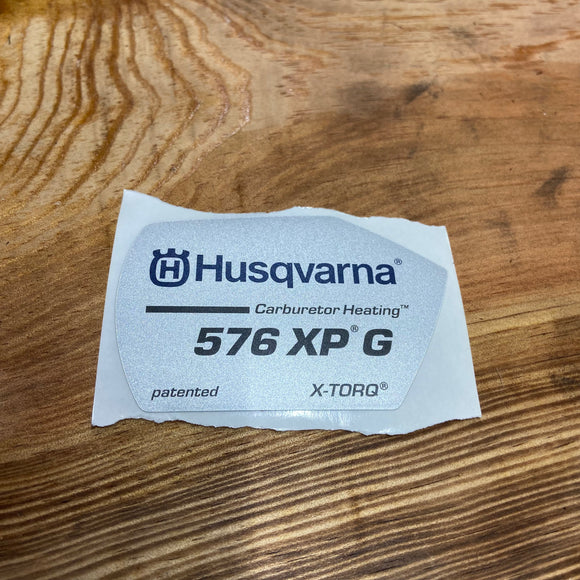 H Husqvarna®
Carburetor Heating™
576 XP® G
patented X-TORQ®